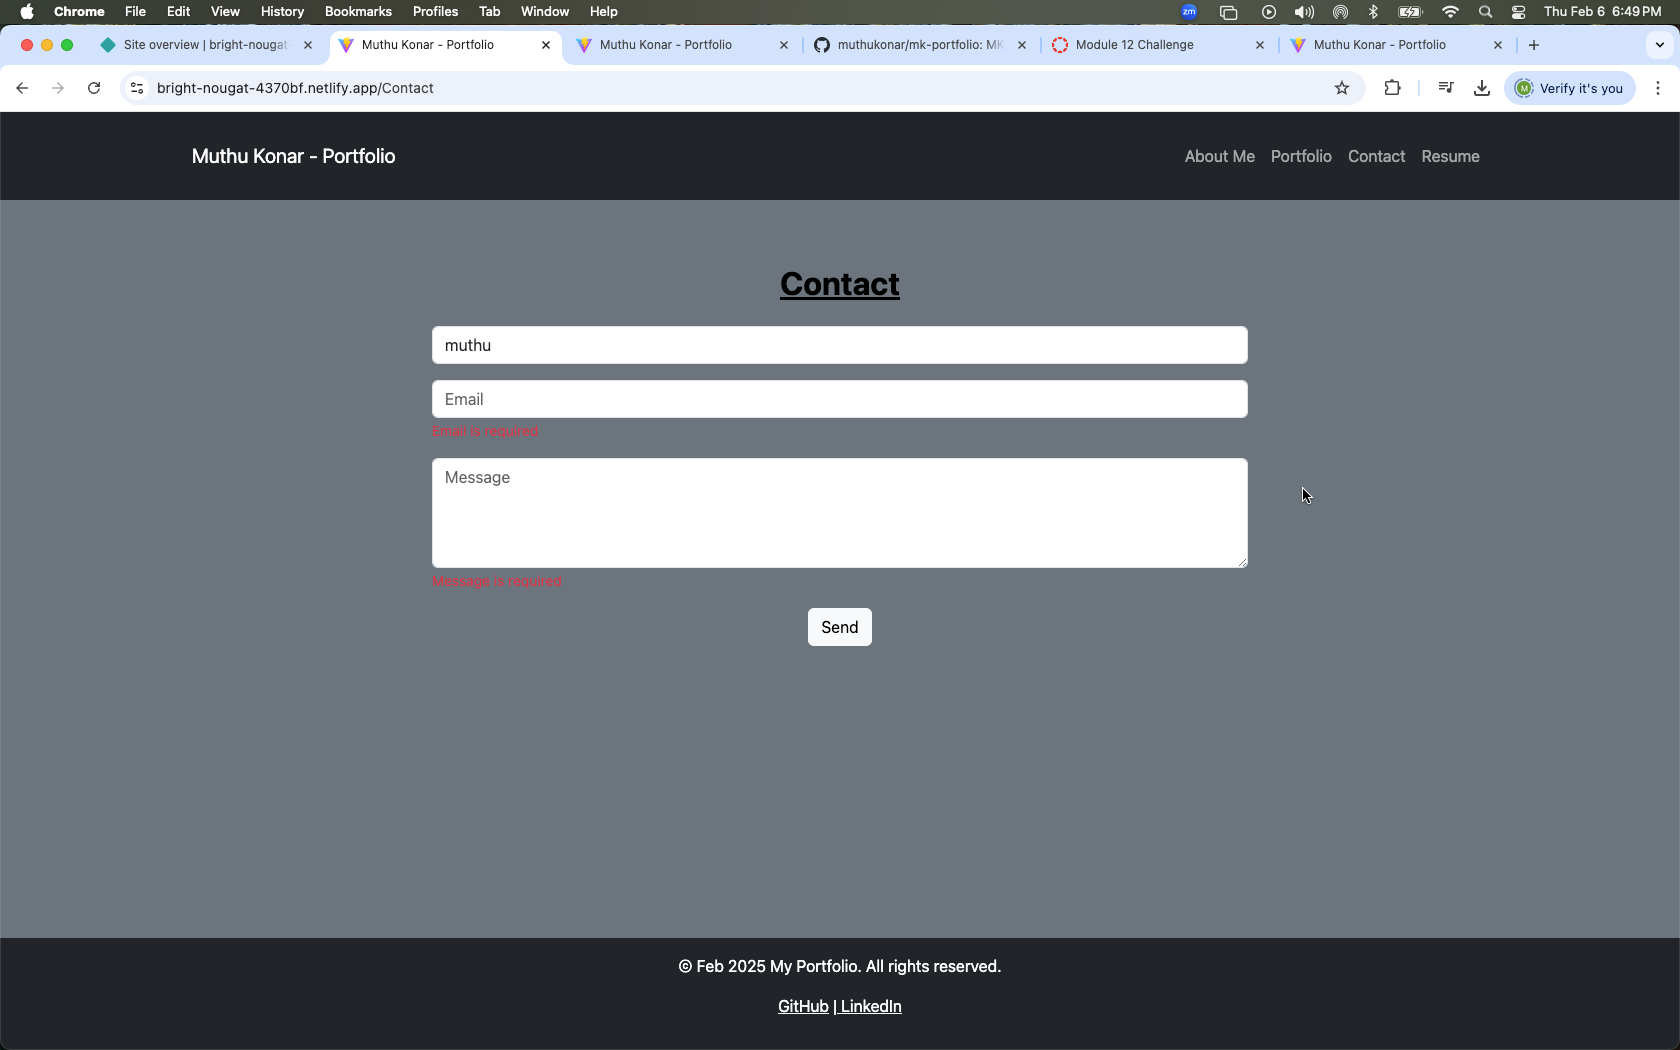 Chrome File Edit View History Bookmarks Profiles Tab Window Help zm Thu Feb 6 6:49 PM
Site overview | bright-nougat Muthu Konar - Portfolio Muthu Konar - Portfolio muthukonar/mk-portfolio: MK Module 12 Challenge Muthu Konar - Portfolio
bright-nougat-4370bf.netlify.app/Contact M Verify it's you
Muthu Konar - Portfolio About Me Portfolio Contact Resume
Contact
muthu
Email
Email is required
Message
Message is required
Send
© Feb 2025 My Portfolio. All rights reserved.
GitHub | LinkedIn